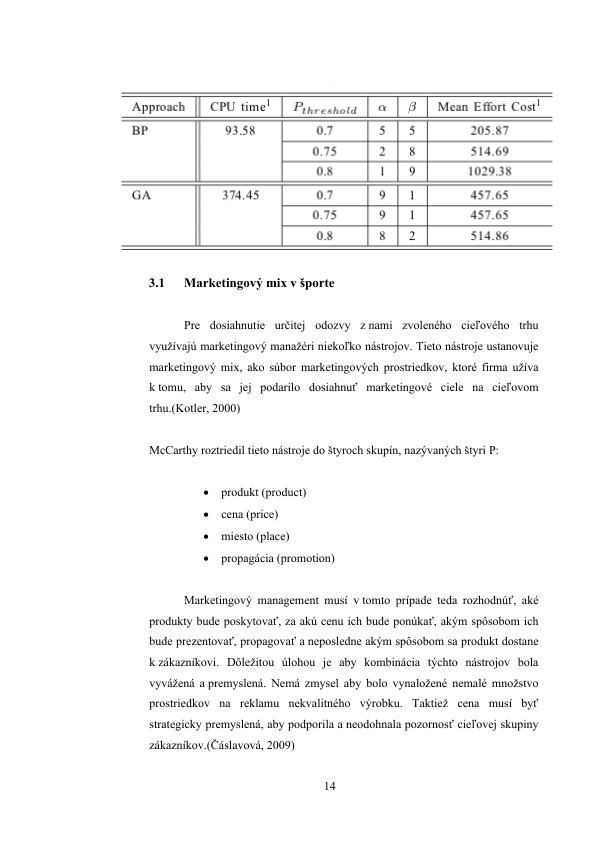 Approach CPU time1 Pthreshold α β Mean Effort Cost1
BP 93.58 0.7 5 5 205.87
0.75 2 8 514.69
0.8 1 9 1029.38
GA 374.45 0.7 9 1 457.65
0.75 9 1 457.65
0.8 8 2 514.86
3.1 Marketingový mix v športe
Pre dosiahnutie určitej odozvy z nami zvoleného cieľového trhu
využívajú marketingový manažéri niekoľko nástrojov. Tieto nástroje ustanovuje
marketingový mix, ako súbor marketingových prostriedkov, ktoré firma užíva
k tomu, aby sa jej podarilo dosiahnuť marketingové ciele na cieľovom
trhu.(Kotler, 2000)
McCarthy roztriedil tieto nástroje do štyroch skupín, nazývaných štyri P:
• produkt (product)
• cena (price)
• miesto (place)
• propagácia (promotion)
Marketingový management musí v tomto prípade teda rozhodnúť, aké
produkty bude poskytovať, za akú cenu ich bude ponúkať, akým spôsobom ich
bude prezentovať, propagovať a neposledne akým spôsobom sa produkt dostane
k zákazníkovi. Dôležitou úlohou je aby kombinácia týchto nástrojov bola
vyvážená a premyslená. Nemá zmysel aby bolo vynaložené nemalé množstvo
prostriedkov na reklamu nekvalitného výrobku. Taktiež cena musí byť
strategicky premyslená, aby podporila a neodohnala pozornosť cieľovej skupiny
zákazníkov.(Čáslavová, 2009)
14